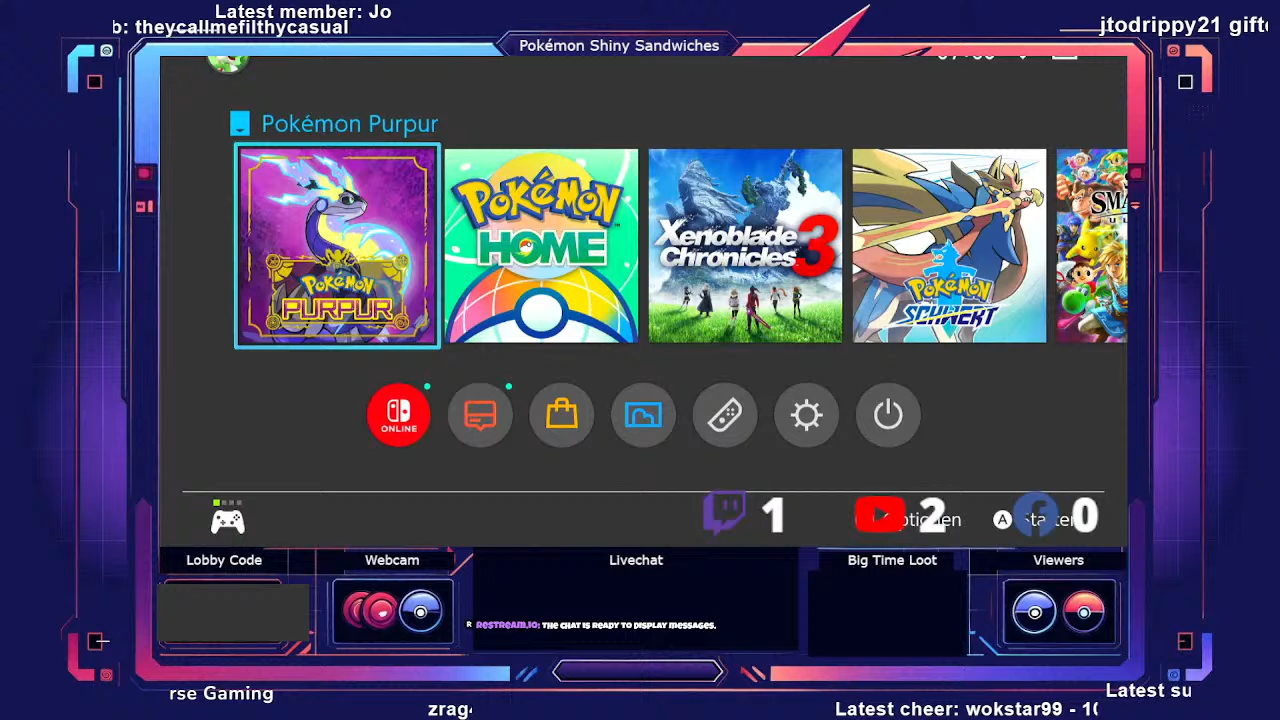 Latest member: Jo
b: theycallmefilthycasual
jtodrippy21 gift
Pokémon Shiny Sandwiches
Pokémon Purpur
POKÉMON
PURPUR
POKÉMON
HOME
Xenoblade
Chronicles 3
POKÉMON
SCHWERT
SMA
ONLINE
1
2
0
A
Lobby Code
Webcam
Livechat
Big Time Loot
Viewers
R Restream.io: The chat is ready to display messages.
rse Gaming
zrag
Latest su
Latest cheer: wokstar99 - 10